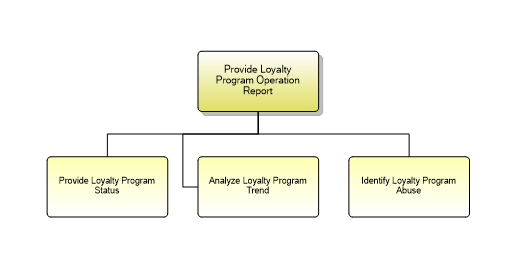 Provide Loyalty
Program Operation
Report
Provide Loyalty Program
Status
Analyze Loyalty Program
Trend
Identify Loyalty Program
Abuse